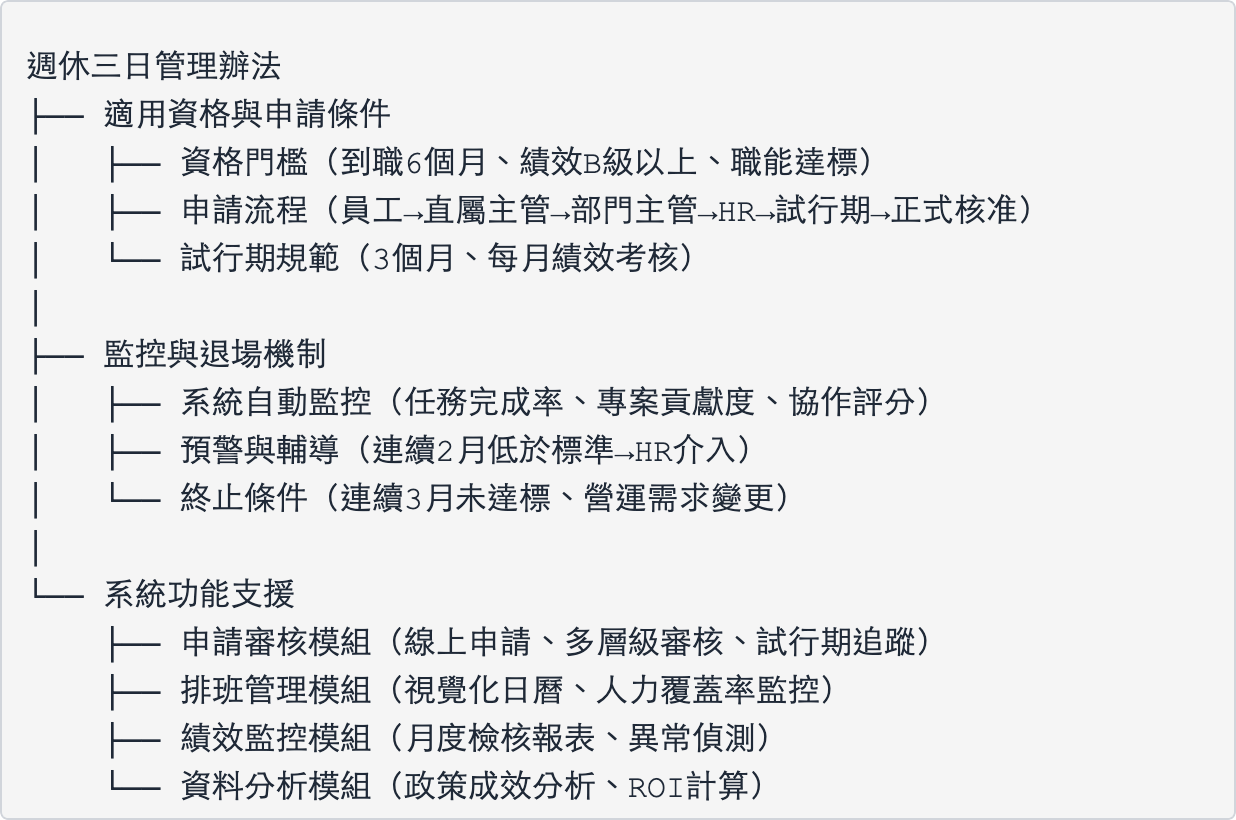 週休三日管理辦法
├── 適用資格與申請條件
│   ├── 資格門檻（到職6個月、績效B級以上、職能達標）
│   ├── 申請流程（員工→直屬主管→部門主管→HR→試行期→正式核准）
│   └── 試行期規範（3個月、每月績效考核）
│
├── 監控與退場機制
│   ├── 系統自動監控（任務完成率、專案貢獻度、協作評分）
│   ├── 預警與輔導（連續2月低於標準→HR介入）
│   └── 終止條件（連續3月未達標、營運需求變更）
│
└── 系統功能支援
    ├── 申請審核模組（線上申請、多層級審核、試行期追蹤）
    ├── 排班管理模組（視覺化日曆、人力覆蓋率監控）
    ├── 績效監控模組（月度檢核報表、異常偵測）
    └── 資料分析模組（政策成效分析、ROI計算）